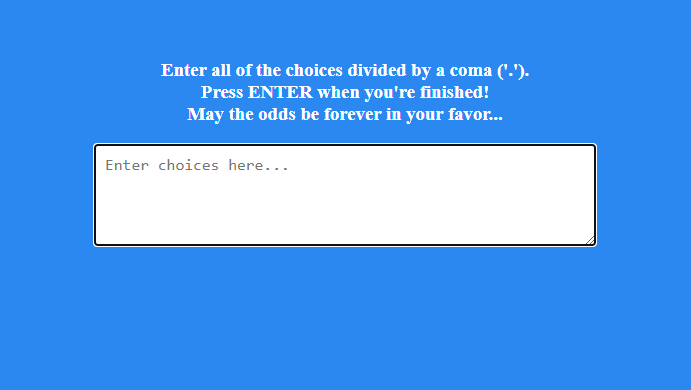 Enter all of the choices divided by a coma ('.').
Press ENTER when you're finished!
May the odds be forever in your favor...
Enter choices here...